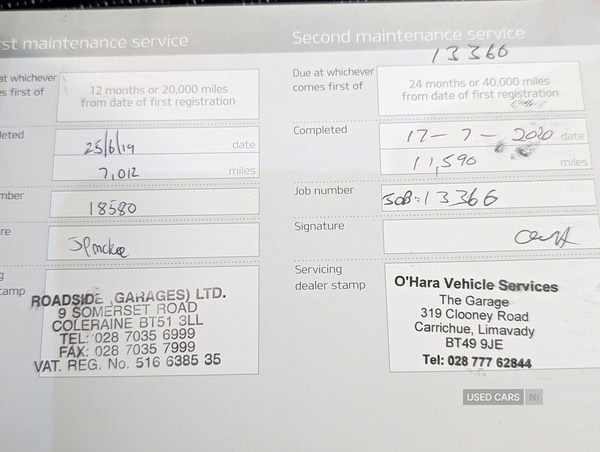 rst maintenance service
at whichever
es first of
12 months or 20,000 miles
from date of first registration
leted
25/6/19 date
7,012 miles
mber
18580
re
JP mckee
g
tamp
ROADSIDE (GARAGES) LTD.
9 SOMERSET ROAD
COLERAINE BT51 3LL
TEL: 028 7035 6999
FAX: 028 7035 7999
VAT. REG. No. 516 6385 35
Second maintenance service
13366
Due at whichever
comes first of
24 months or 40,000 miles
from date of first registration
Completed
17-7-2020 date
11,590 miles
Job number
JOB:13366
Signature
Servicing
dealer stamp
O'Hara Vehicle Services
The Garage
319 Clooney Road
Carrichue, Limavady
BT49 9JE
Tel: 028 777 62844
USED CARS NI